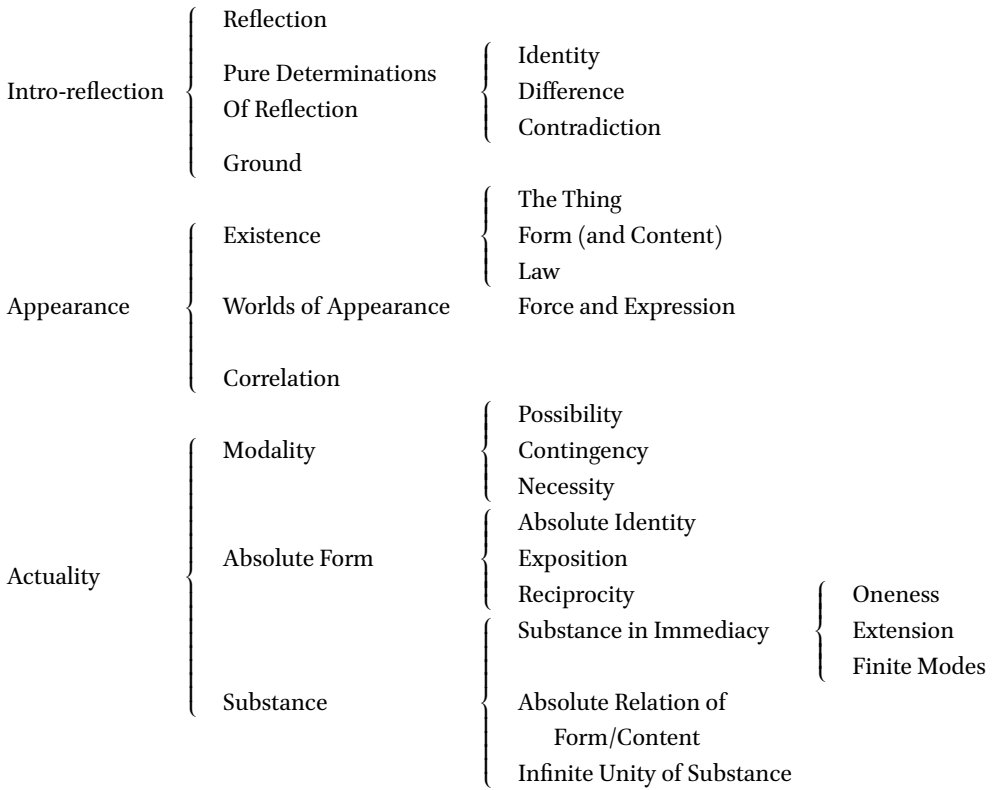 Intro-reflection
Reflection
Pure Determinations
Of Reflection
Identity
Difference
Contradiction
Ground
Appearance
Existence
The Thing
Form (and Content)
Law
Worlds of Appearance
Force and Expression
Correlation
Actuality
Modality
Possibility
Contingency
Necessity
Absolute Form
Absolute Identity
Exposition
Reciprocity
Substance
Substance in Immediacy
Oneness
Extension
Finite Modes
Absolute Relation of
Form/Content
Infinite Unity of Substance